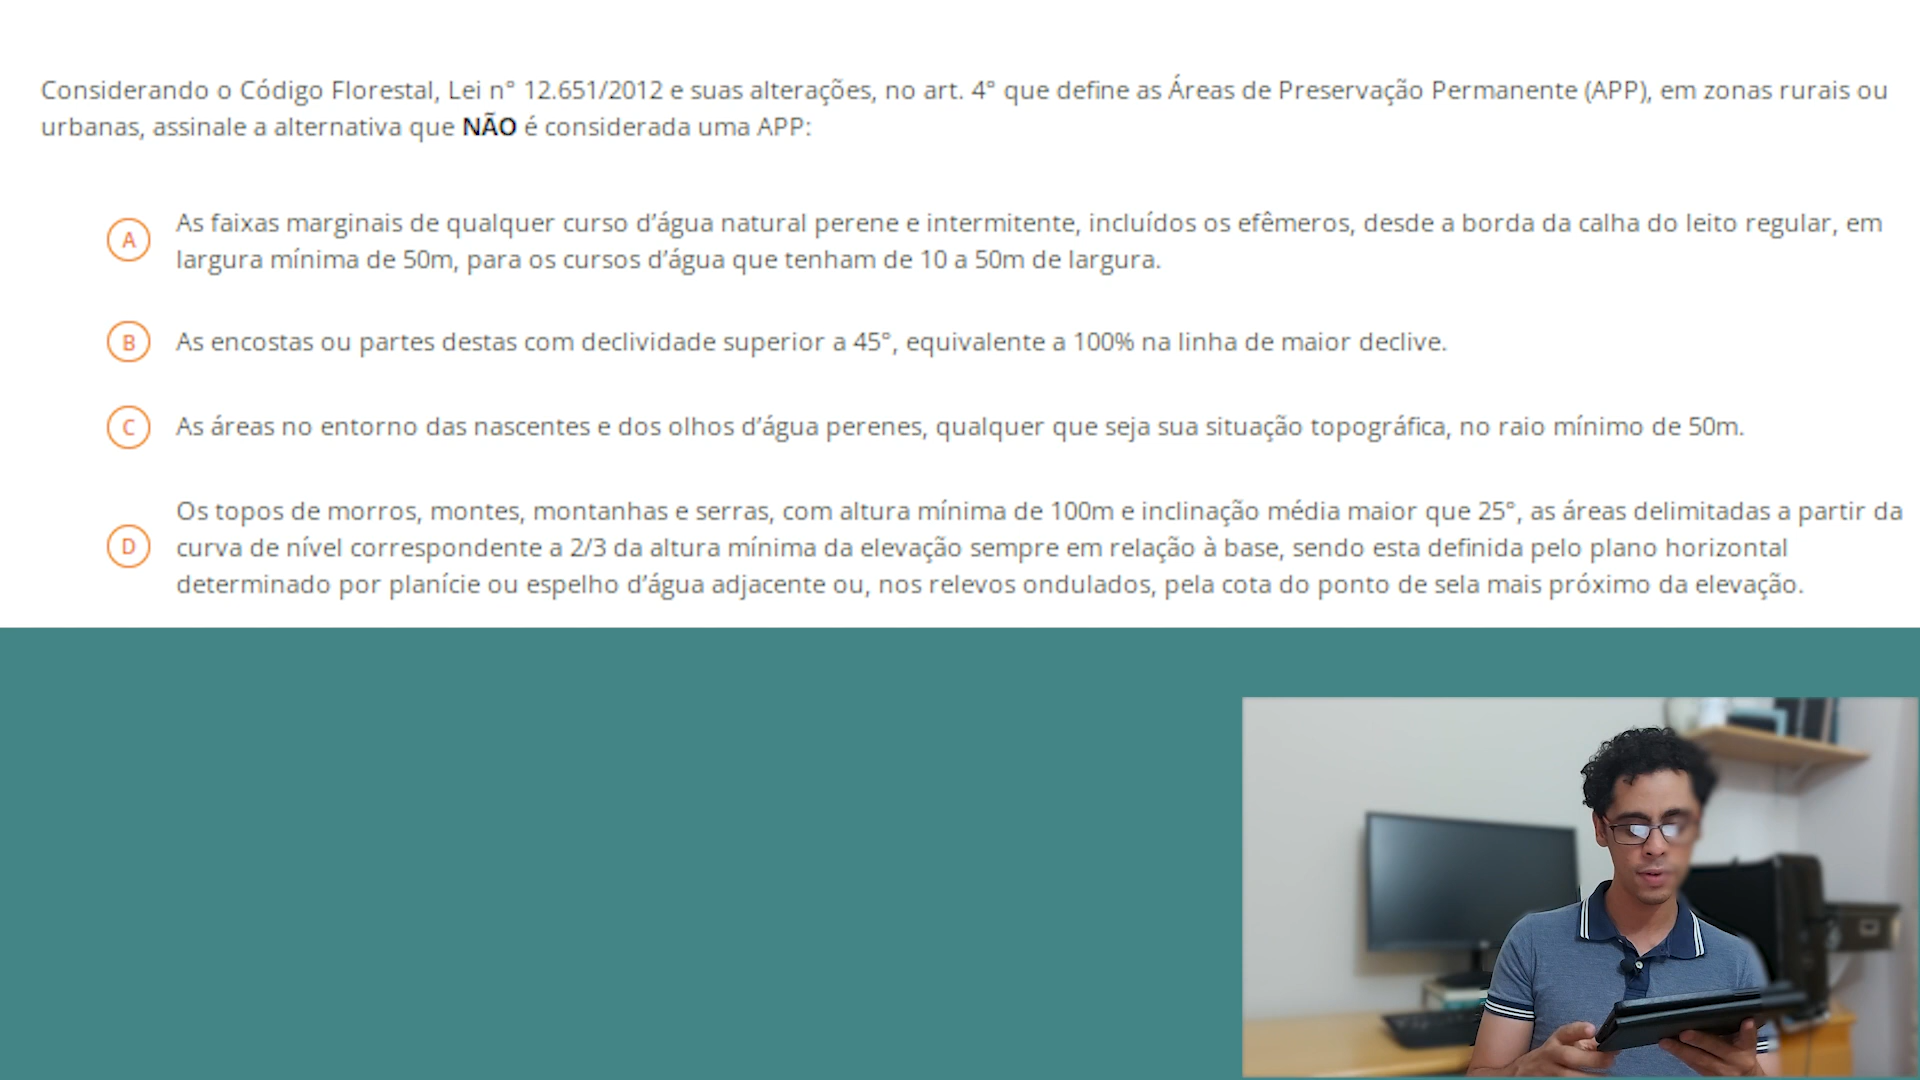 Considerando o Código Florestal, Lei n° 12.651/2012 e suas alterações, no art. 4° que define as Áreas de Preservação Permanente (APP), em zonas rurais ou
urbanas, assinale a alternativa que NÃO é considerada uma APP:
A
As faixas marginais de qualquer curso d’água natural perene e intermitente, incluídos os efêmeros, desde a borda da calha do leito regular, em
largura mínima de 50m, para os cursos d’água que tenham de 10 a 50m de largura.
B
As encostas ou partes destas com declividade superior a 45°, equivalente a 100% na linha de maior declive.
C
As áreas no entorno das nascentes e dos olhos d’água perenes, qualquer que seja sua situação topográfica, no raio mínimo de 50m.
D
Os topos de morros, montes, montanhas e serras, com altura mínima de 100m e inclinação média maior que 25°, as áreas delimitadas a partir da
curva de nível correspondente a 2/3 da altura mínima da elevação sempre em relação à base, sendo esta definida pelo plano horizontal
determinado por planície ou espelho d’água adjacente ou, nos relevos ondulados, pela cota do ponto de sela mais próximo da elevação.